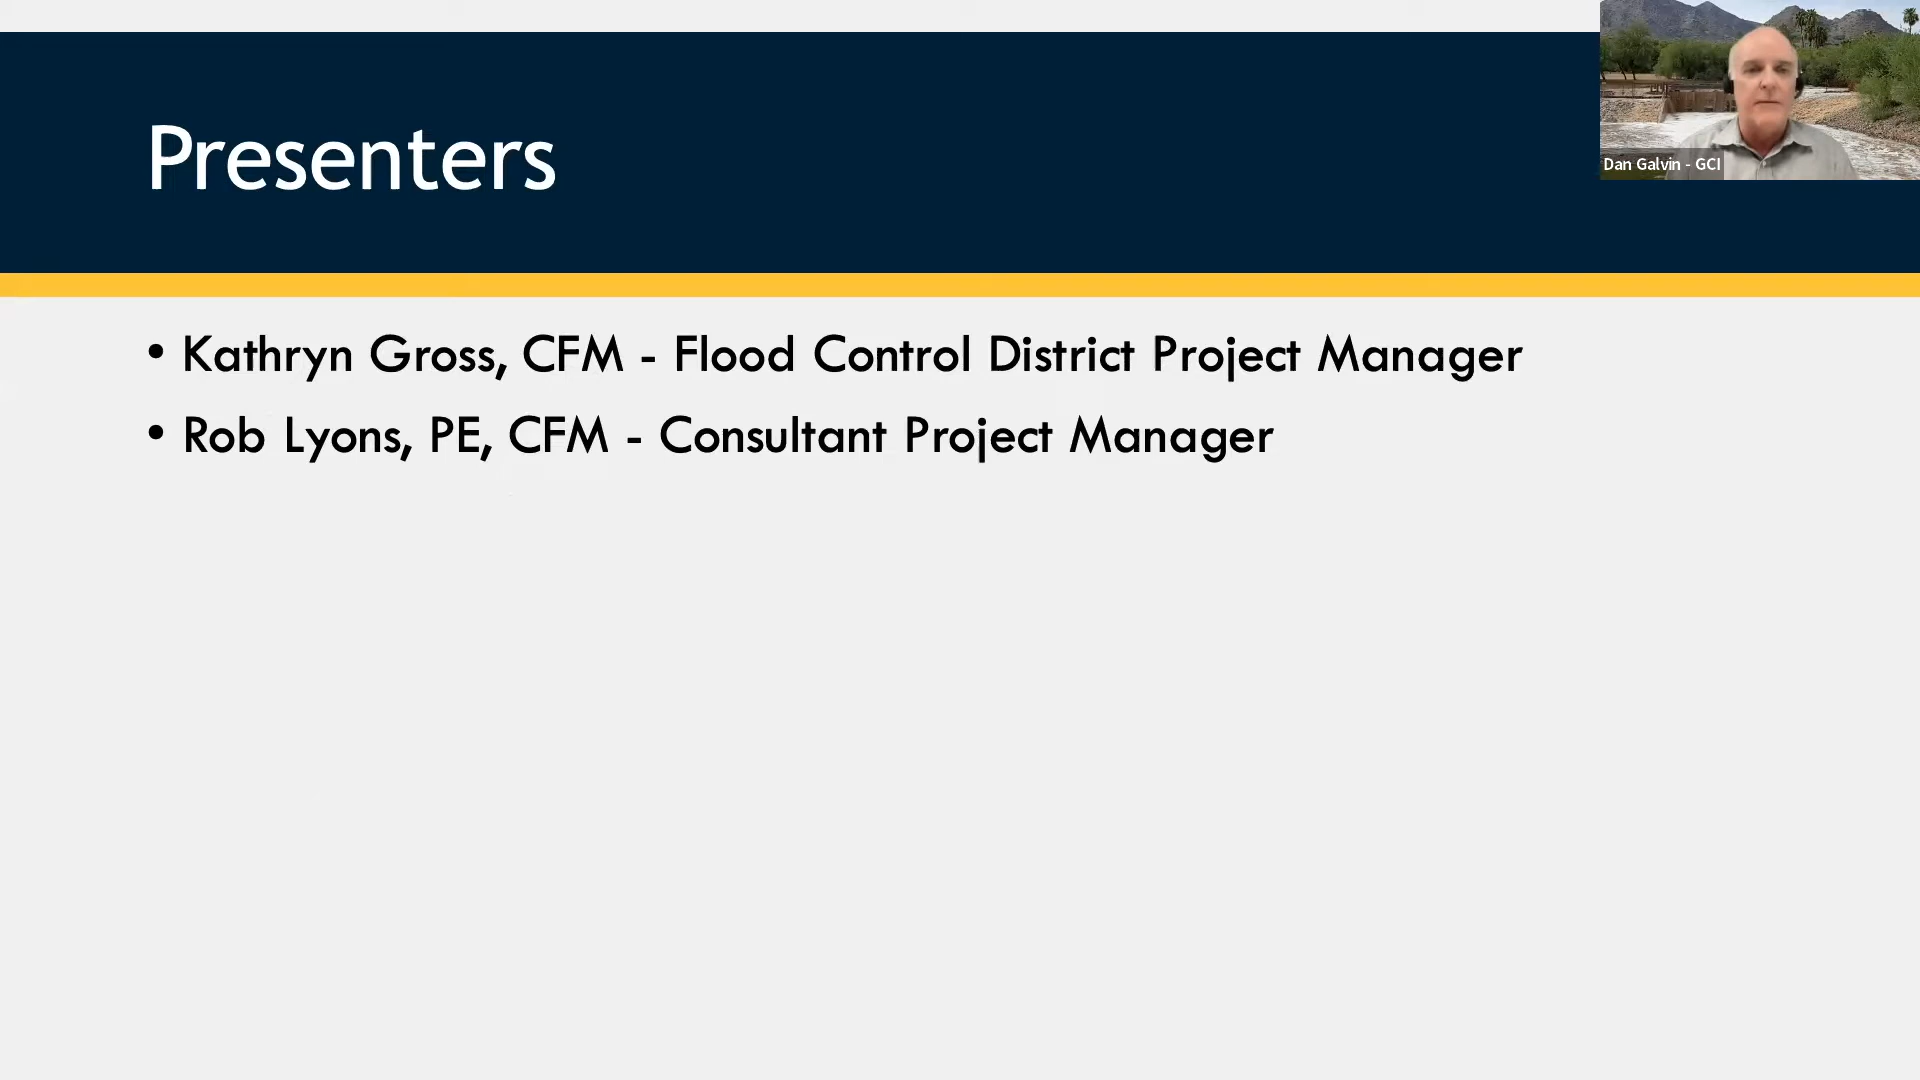 Presenters
Dan Galvin - GCI
• Kathryn Gross, CFM - Flood Control District Project Manager
• Rob Lyons, PE, CFM - Consultant Project Manager